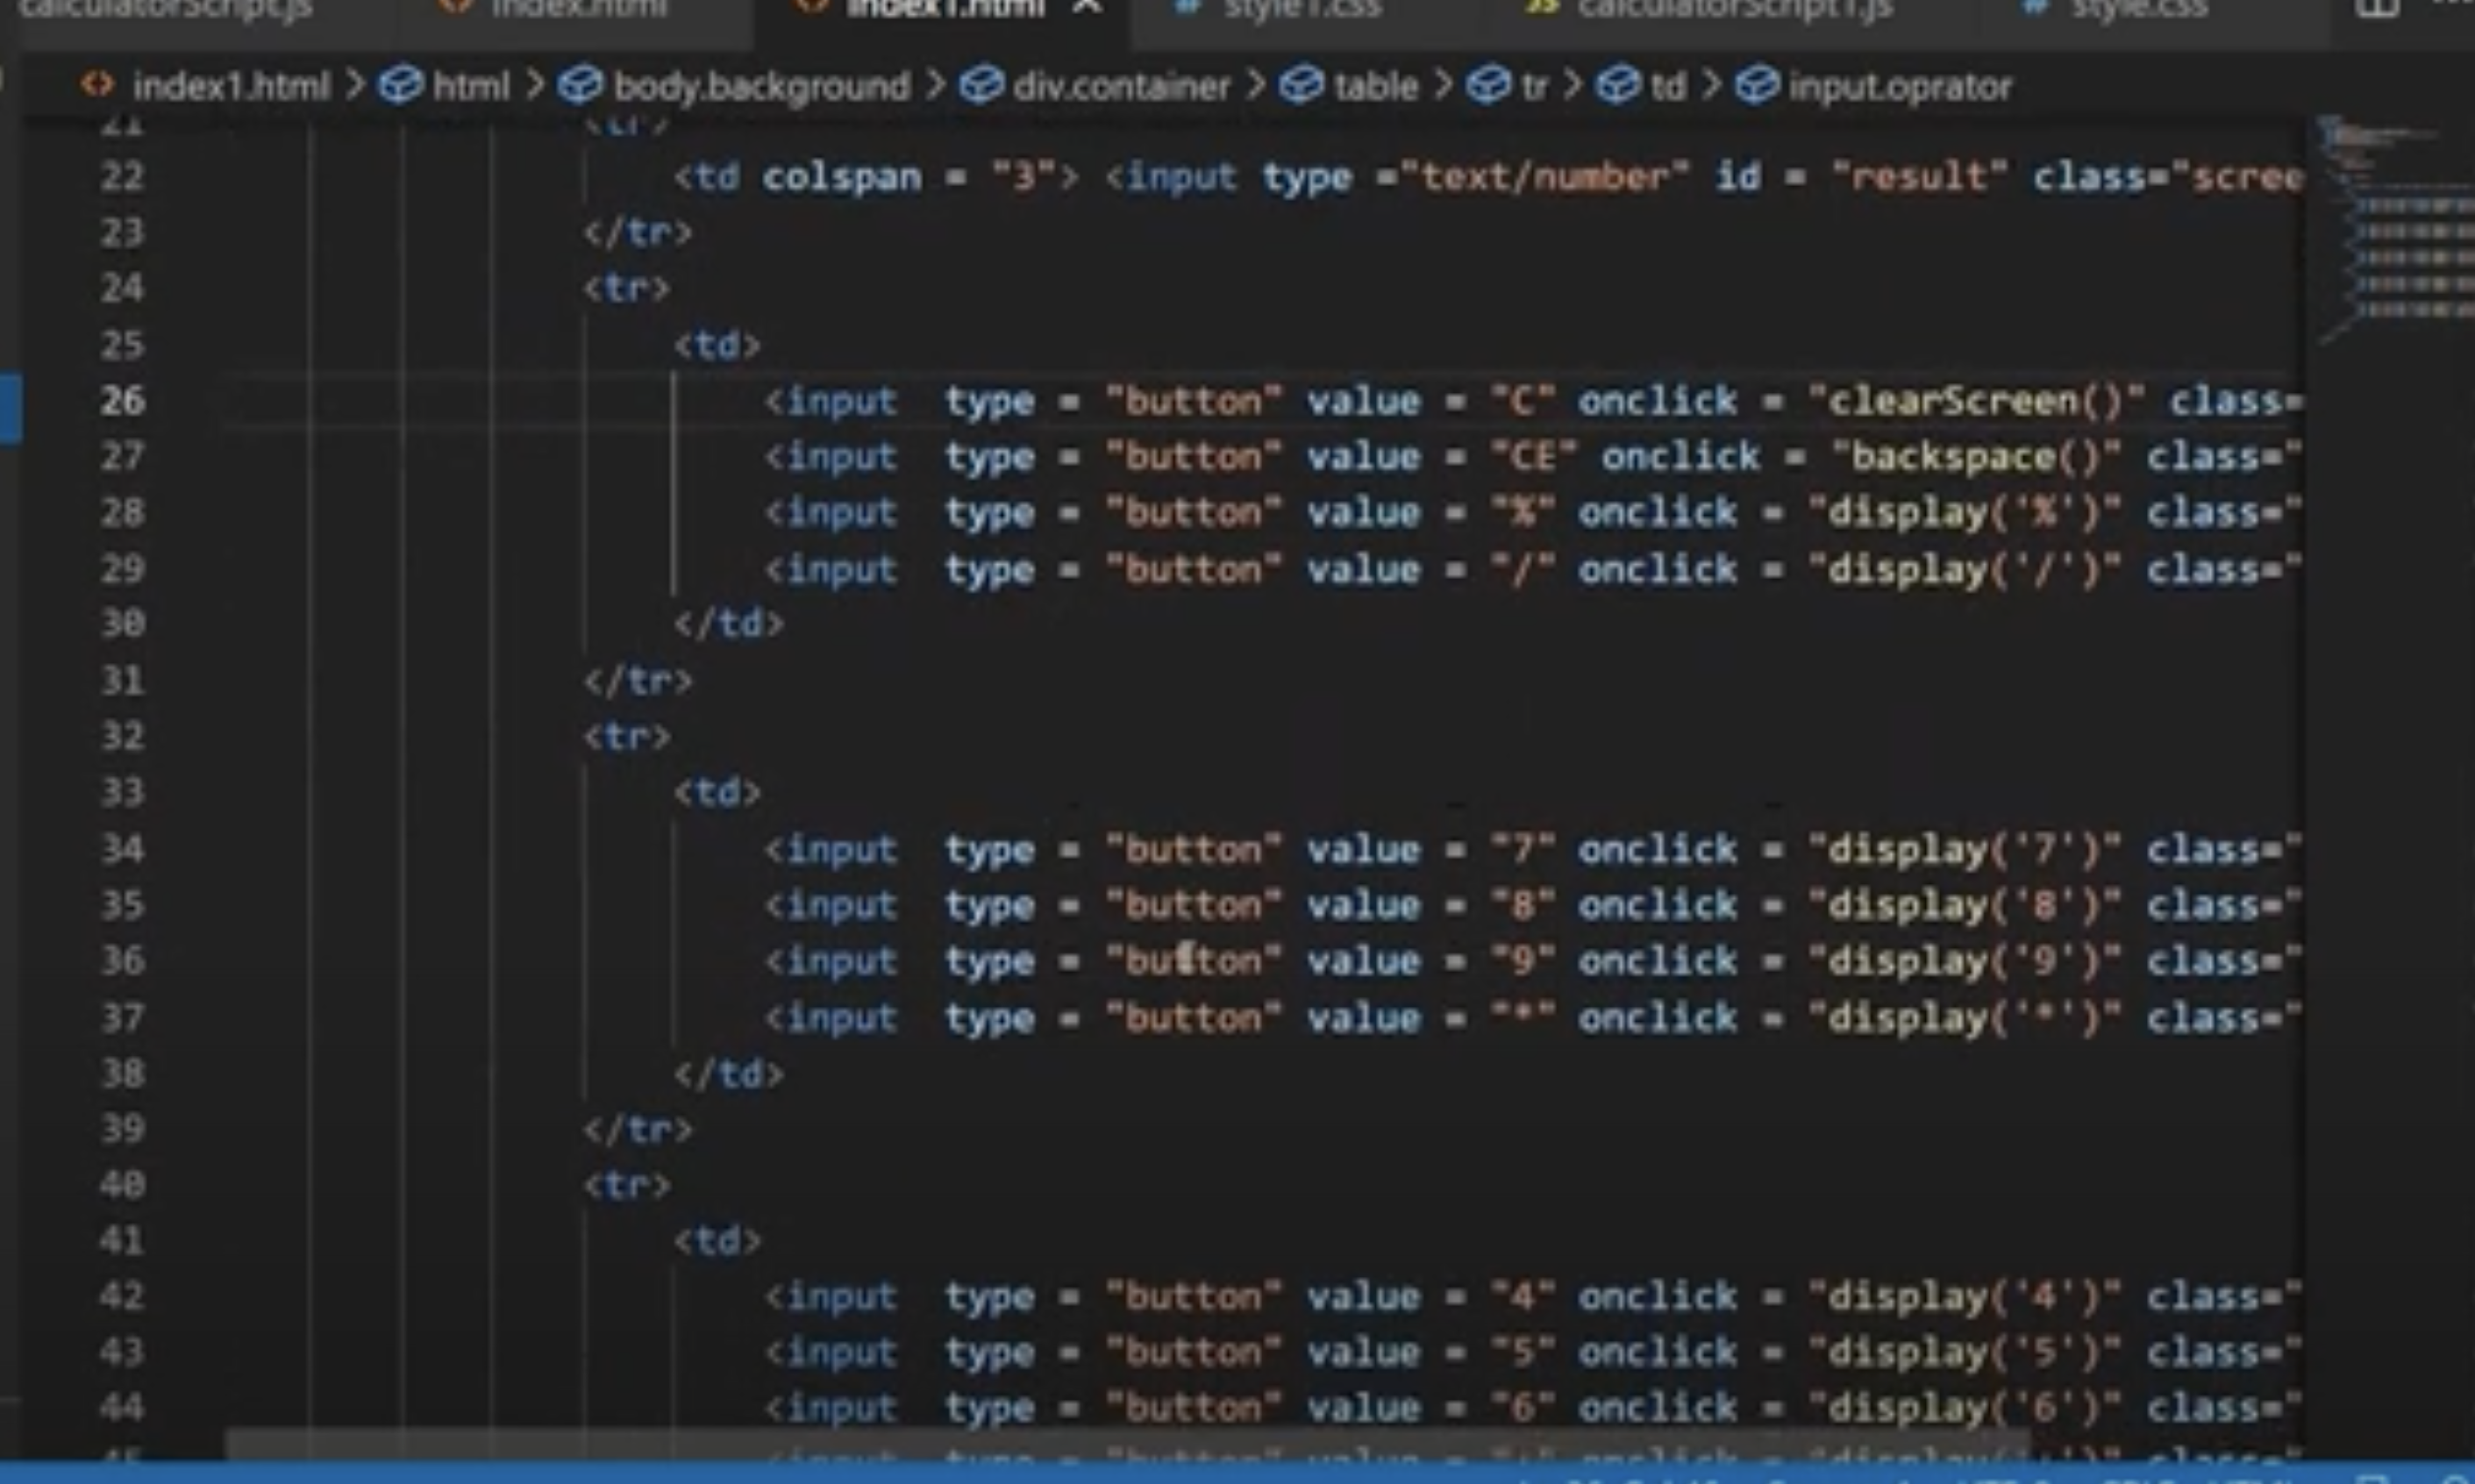 calculatorScript.js index.html index1.html style1.css JS calculatorScript1.js # style.css
index1.html > html > body.background > div.container > table > tr > td > input.oprator
21 <tr>
22 <td colspan = "3"> <input type ="text/number" id = "result" class="scree
23 </tr>
24 <tr>
25 <td>
26 <input  type = "button" value = "C" onclick = "clearScreen()" class=
27 <input  type = "button" value = "CE" onclick = "backspace()" class="
28 <input  type = "button" value = "%" onclick = "display('%')" class="
29 <input  type = "button" value = "/" onclick = "display('/')" class="
30 </td>
31 </tr>
32 <tr>
33 <td>
34 <input  type = "button" value = "7" onclick = "display('7')" class="
35 <input  type = "button" value = "8" onclick = "display('8')" class="
36 <input  type = "button" value = "9" onclick = "display('9')" class="
37 <input  type = "button" value = "*" onclick = "display('*')" class="
38 </td>
39 </tr>
40 <tr>
41 <td>
42 <input  type = "button" value = "4" onclick = "display('4')" class="
43 <input  type = "button" value = "5" onclick = "display('5')" class="
44 <input  type = "button" value = "6" onclick = "display('6')" class="